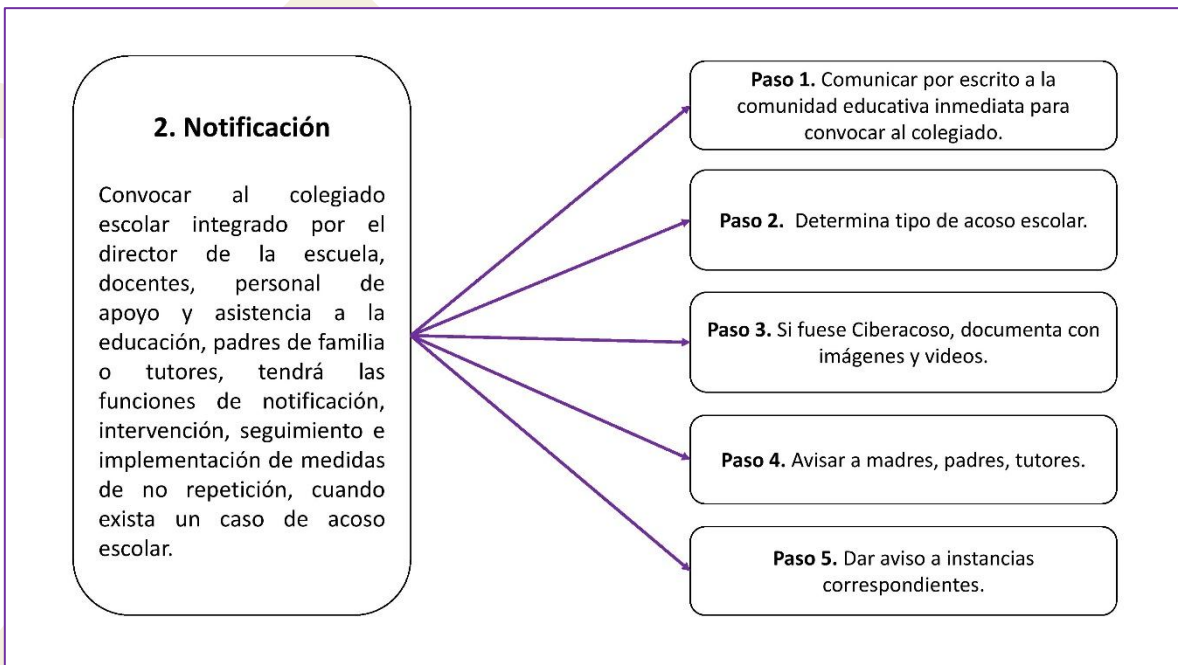 2. Notificación
Convocar al colegiado
escolar integrado por el
director de la escuela,
docentes, personal de
apoyo y asistencia a la
educación, padres de familia
o tutores, tendrá las
funciones de notificación,
intervención, seguimiento e
implementación de medidas
de no repetición, cuando
exista un caso de acoso
escolar.
Paso 1. Comunicar por escrito a la
comunidad educativa inmediata para
convocar al colegiado.
Paso 2. Determina tipo de acoso escolar.
Paso 3. Si fuese Ciberacoso, documenta con
imágenes y videos.
Paso 4. Avisar a madres, padres, tutores.
Paso 5. Dar aviso a instancias
correspondientes.